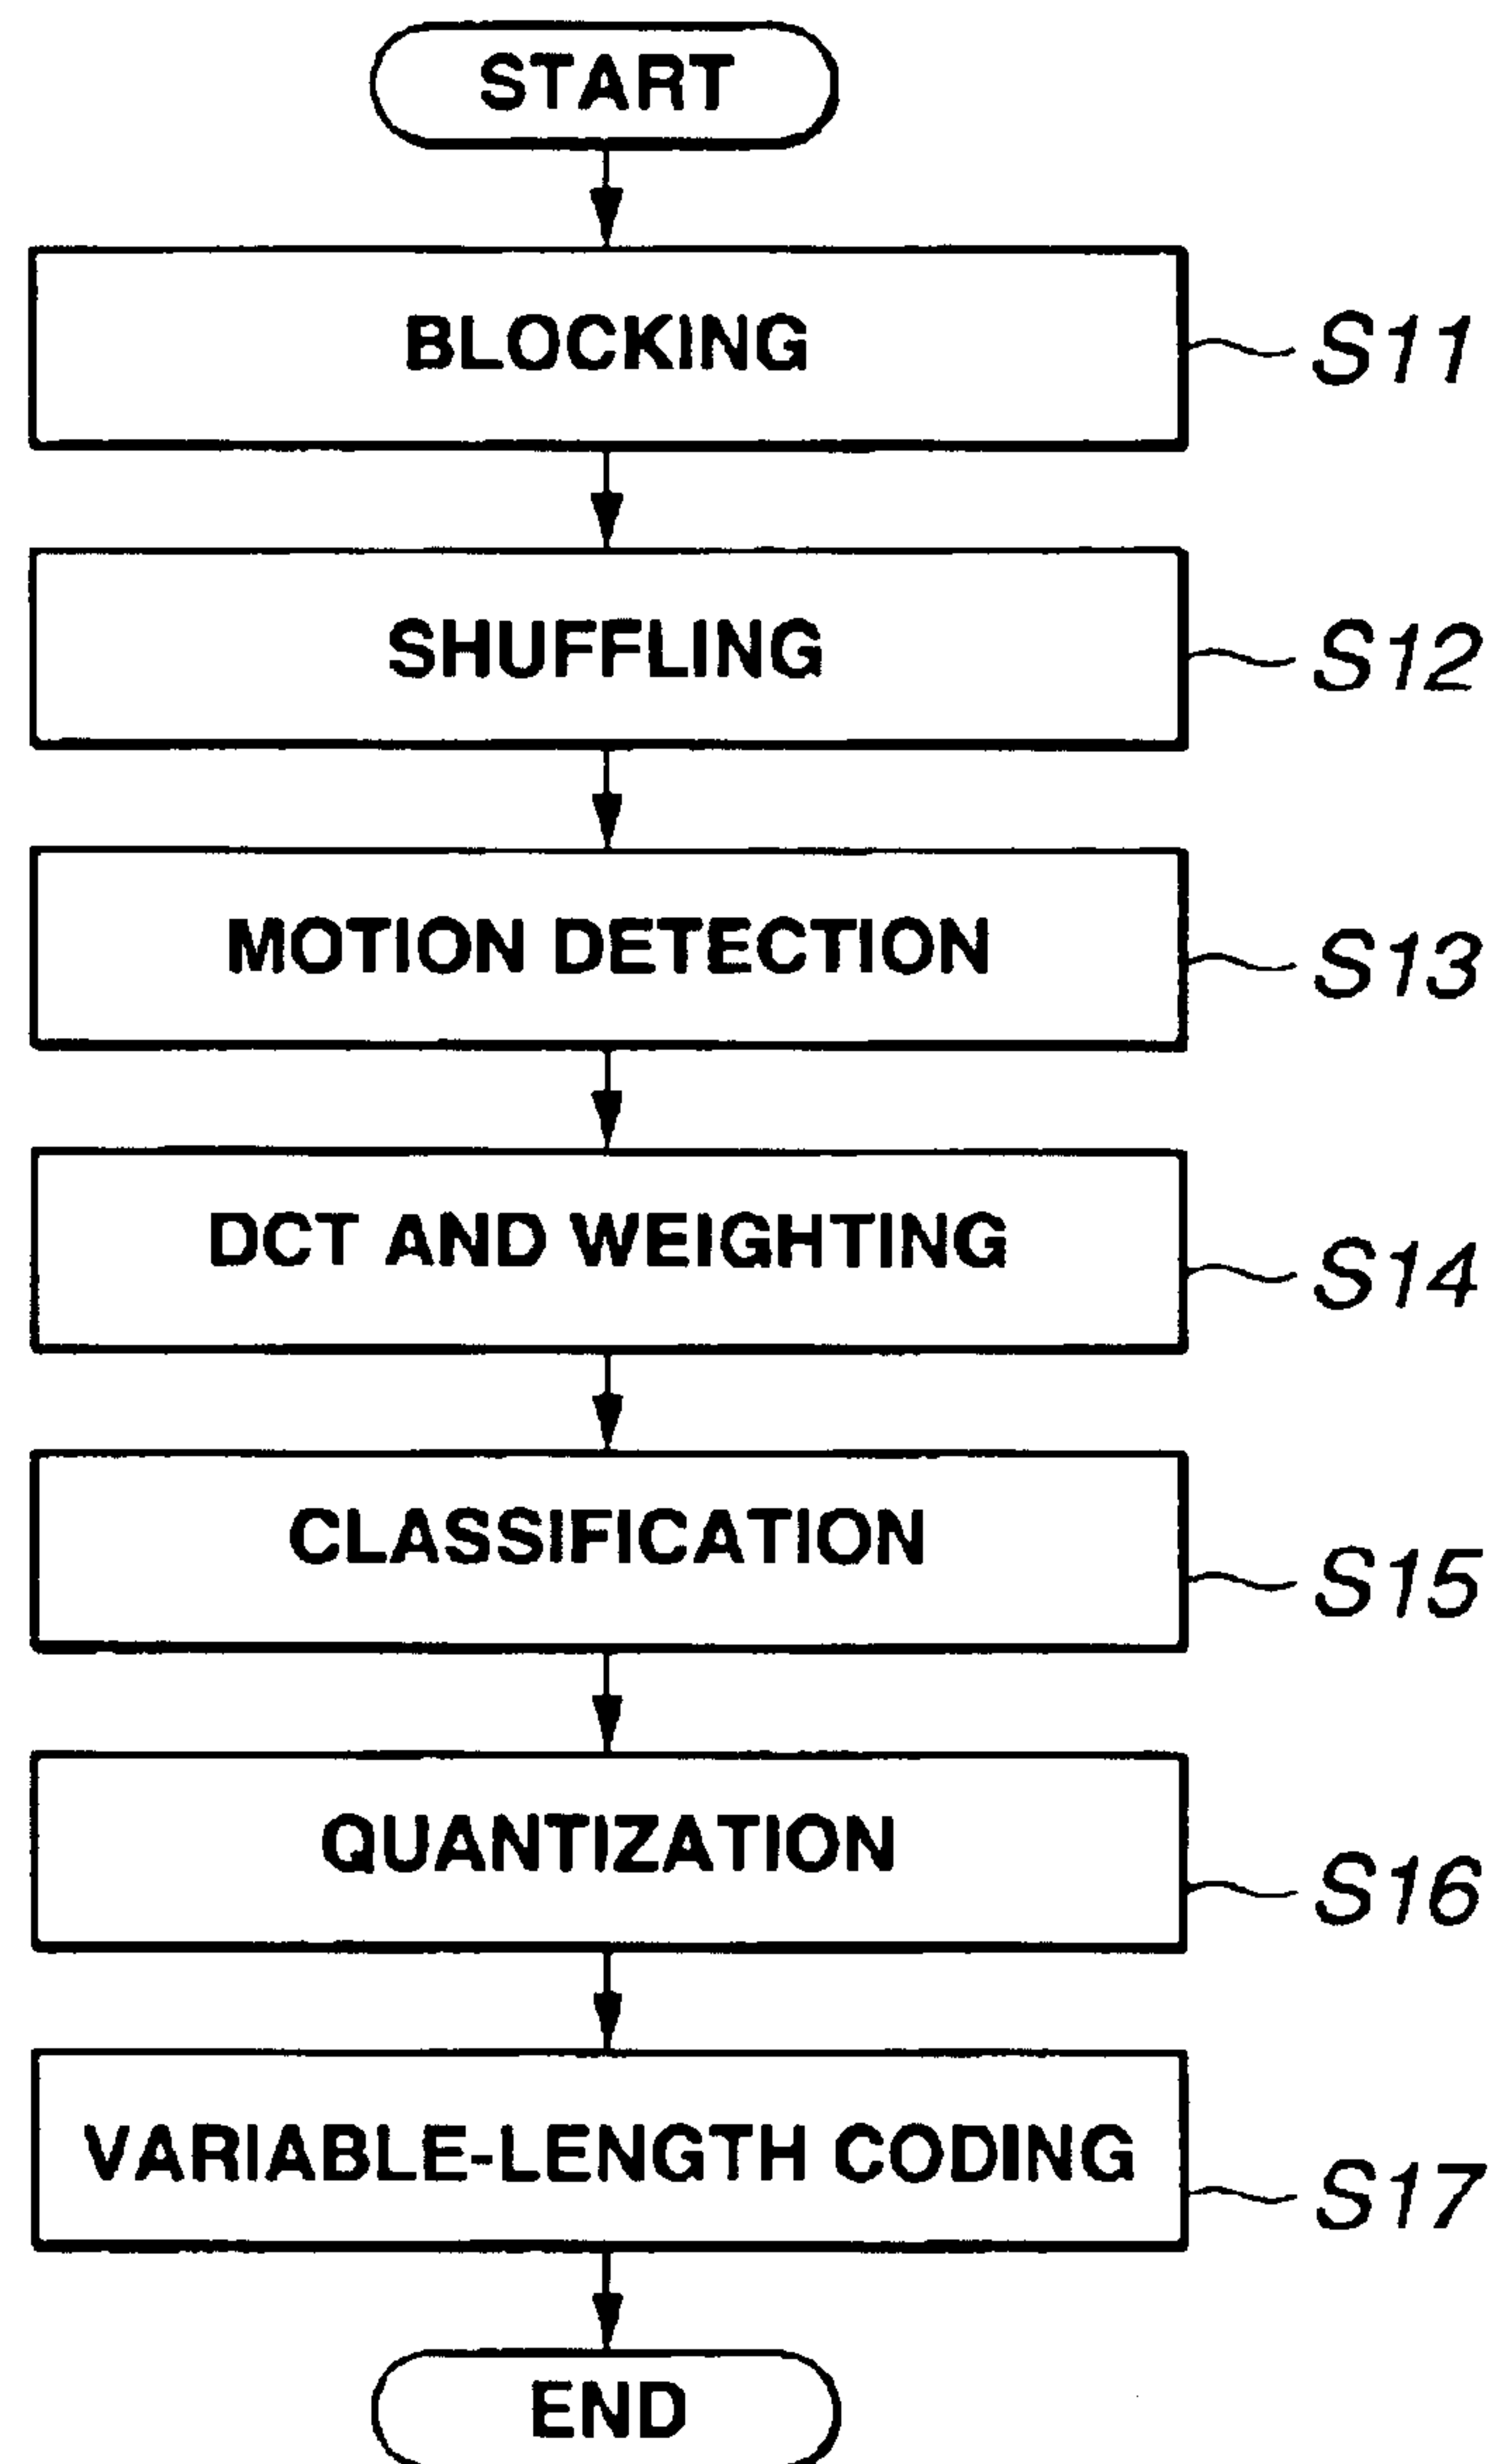 START
BLOCKING
S11
SHUFFLING
S12
MOTION DETECTION
S13
DCT AND WEIGHTING
S14
CLASSIFICATION
S15
QUANTIZATION
S16
VARIABLE-LENGTH CODING
S17
END